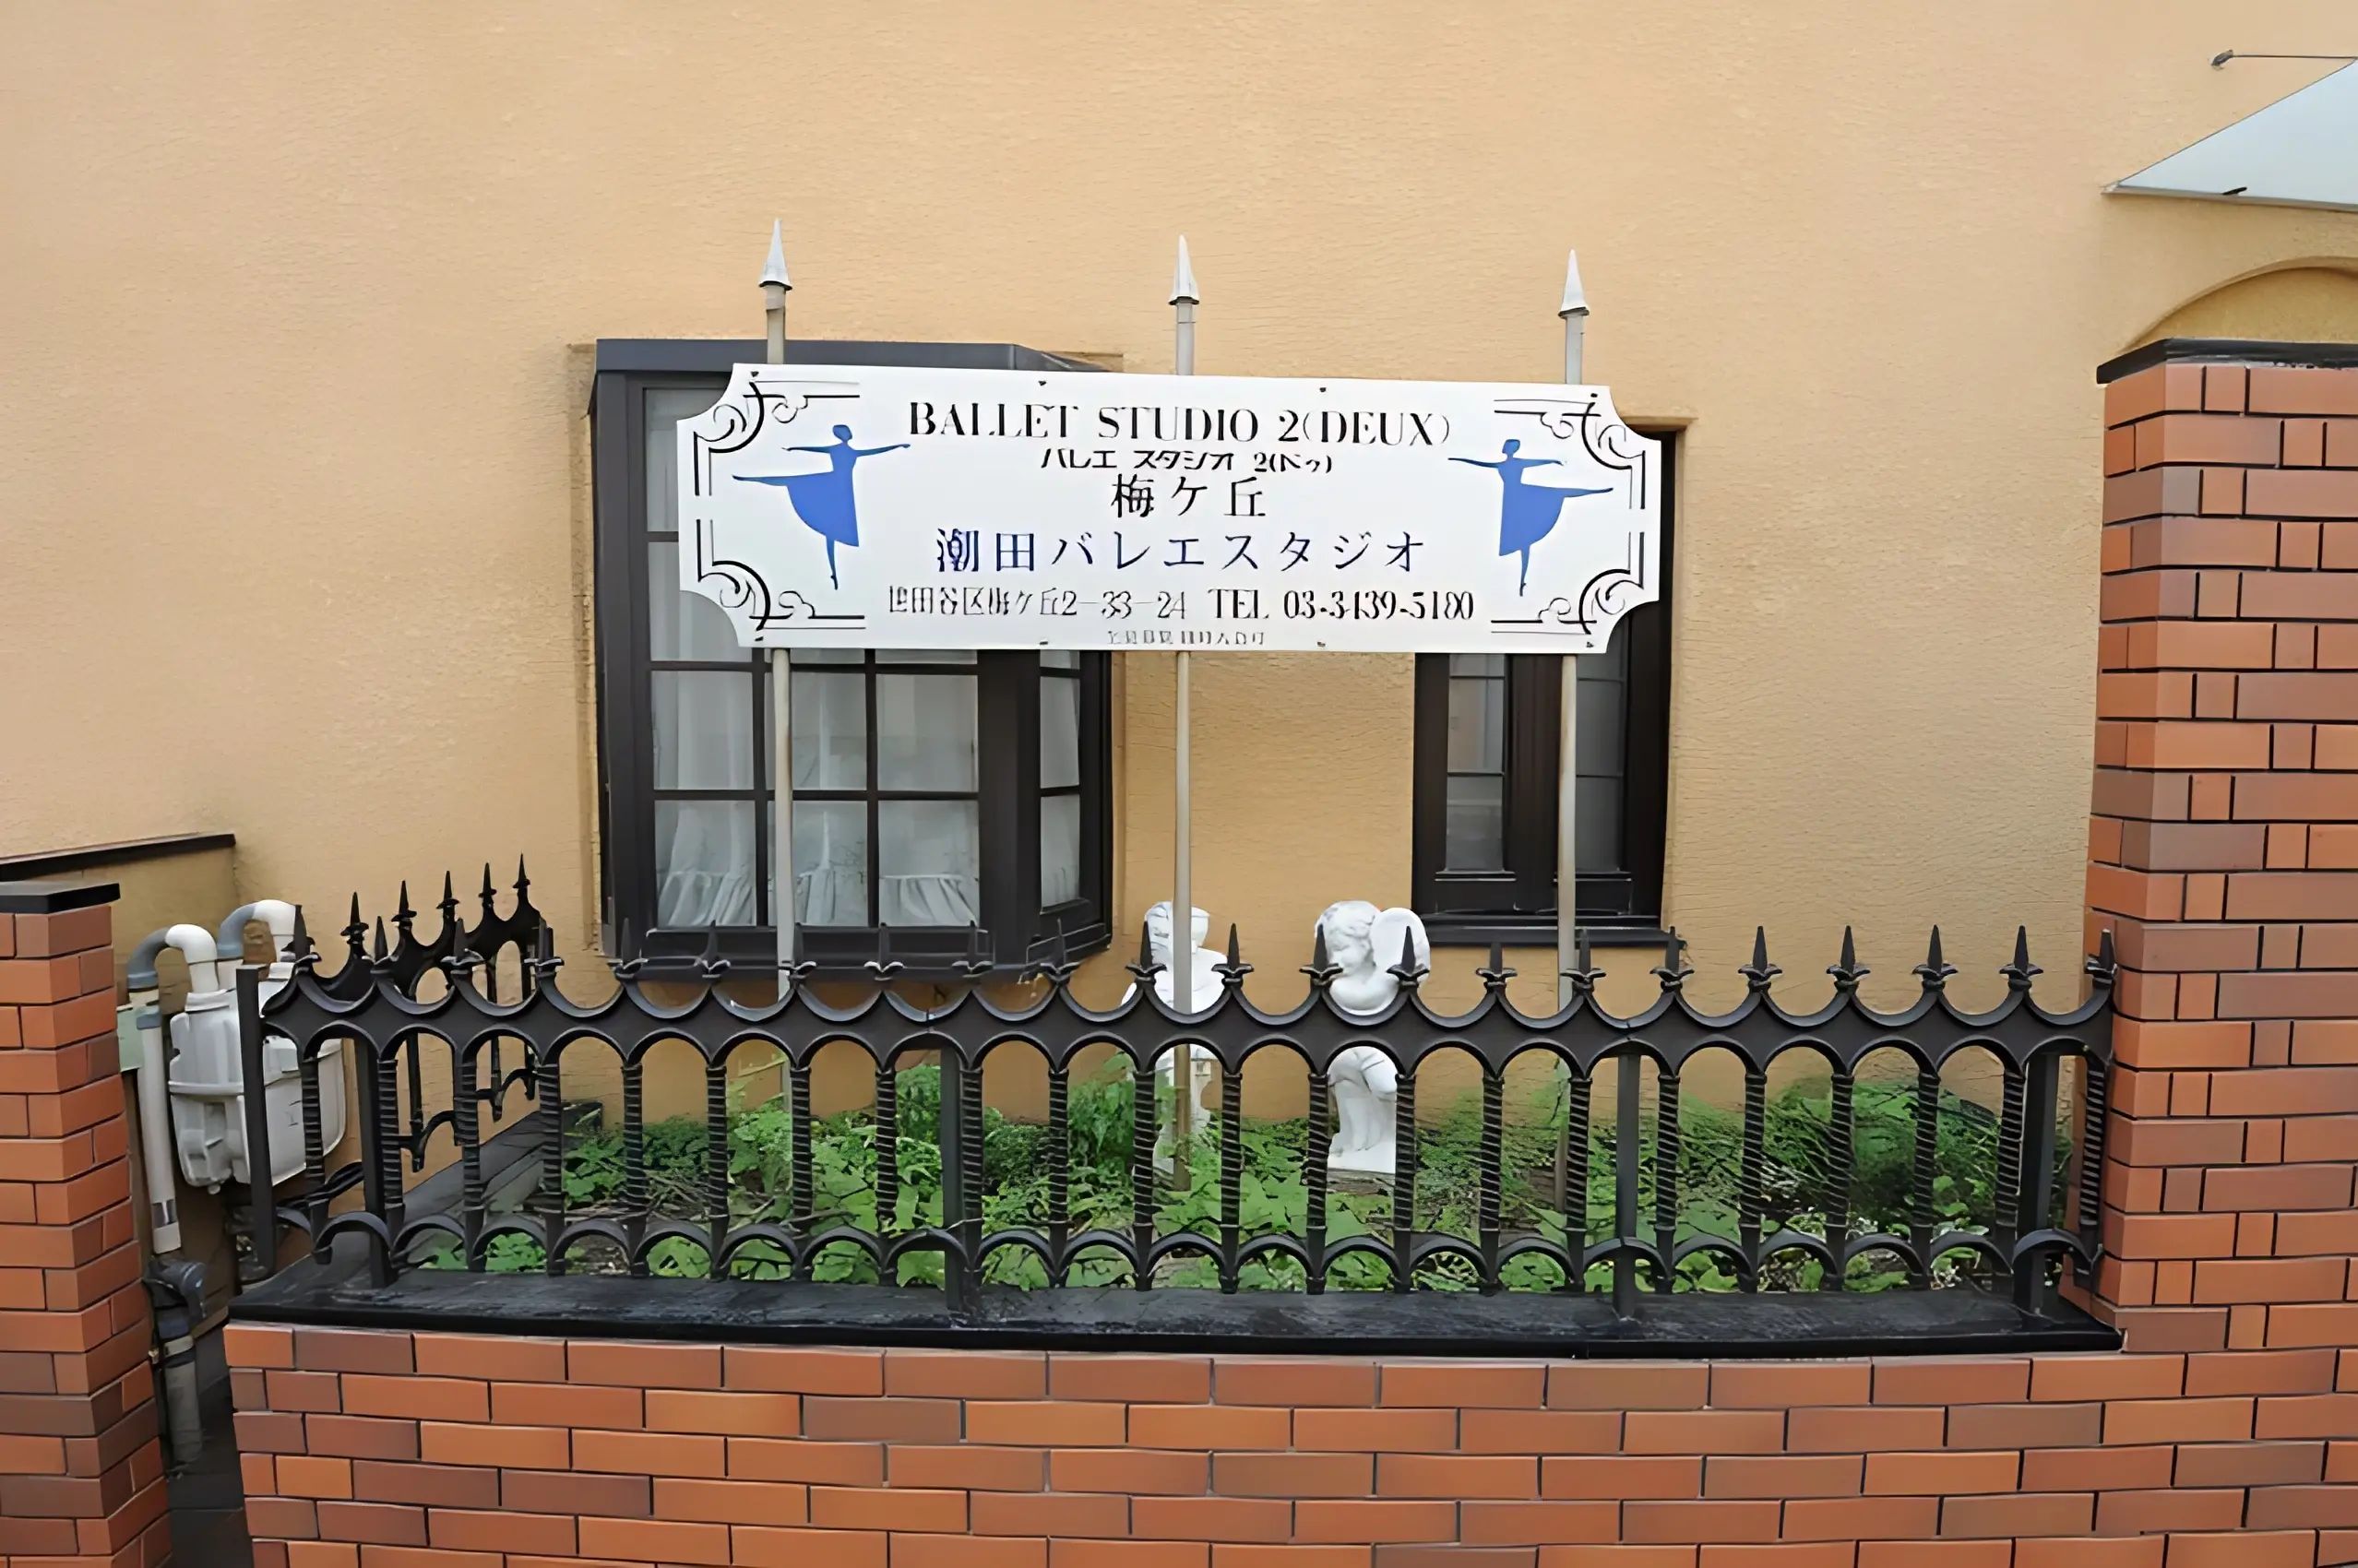 BALLET STUDIO 2(DEUX)
バレエ スタジオ 2(ドゥ)
梅ケ丘
潮田バレエスタジオ
世田谷区梅ケ丘2-33-24 TEL 03-3439-5180